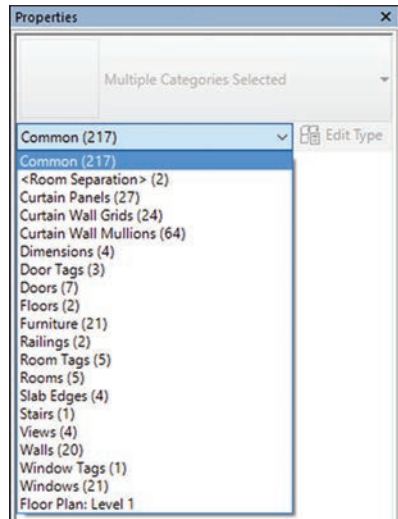 Properties
Multiple Categories Selected
Common (217)
Edit Type
Common (217)
<Room Separation> (2)
Curtain Panels (27)
Curtain Wall Grids (24)
Curtain Wall Mullions (64)
Dimensions (4)
Door Tags (3)
Doors (7)
Floors (2)
Furniture (21)
Railings (2)
Room Tags (5)
Rooms (5)
Slab Edges (4)
Stairs (1)
Views (4)
Walls (20)
Window Tags (1)
Windows (21)
Floor Plan: Level 1